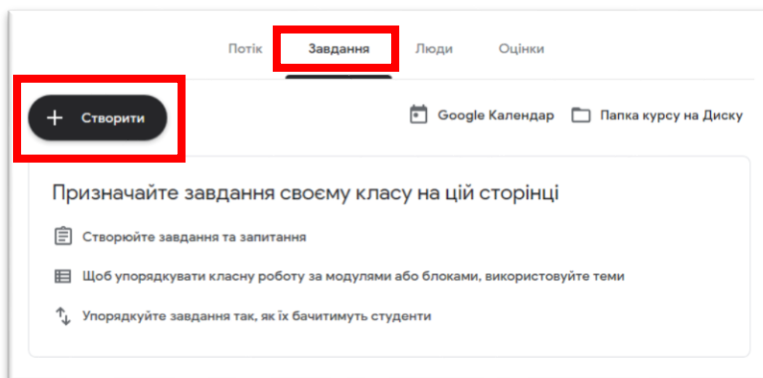 Потік Завдання Люди Оцінки
+ Створити Google Календар Папка курсу на Диску
Призначайте завдання своєму класу на цій сторінці
Створюйте завдання та запитання
Щоб упорядкувати класну роботу за модулями або блоками, використовуйте теми
Упорядкуйте завдання так, як їх бачитимуть студенти